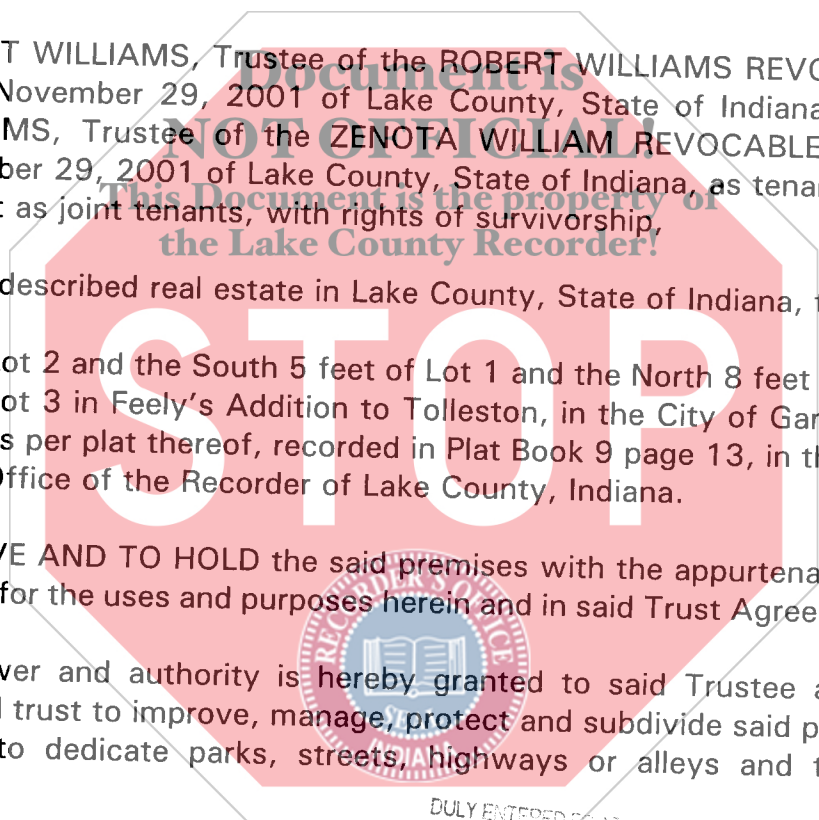 T WILLIAMS, Trustee of the ROBERT WILLIAMS REVO
Document is
November 29, 2001 of Lake County, State of Indiana
MS, Trustee of the ZENOTA WILLIAM REVOCABLE
NOT OFFICIAL!
ber 29, 2001 of Lake County, State of Indiana, as tena
This Document is the property of
t as joint tenants, with rights of survivorship,
the Lake County Recorder!
described real estate in Lake County, State of Indiana, t
STOP
ot 2 and the South 5 feet of Lot 1 and the North 8 feet
ot 3 in Feely's Addition to Tolleston, in the City of Gar
s per plat thereof, recorded in Plat Book 9 page 13, in th
Office of the Recorder of Lake County, Indiana.
VE AND TO HOLD the said premises with the appurtena
for the uses and purposes herein and in said Trust Agree
RECORDER'S OFFICE
wer and authority is hereby granted to said Trustee a
d trust to improve, manage, protect and subdivide said p
SEAL
to dedicate parks, streets, highways or alleys and t
INDIANA
DULY ENTERED